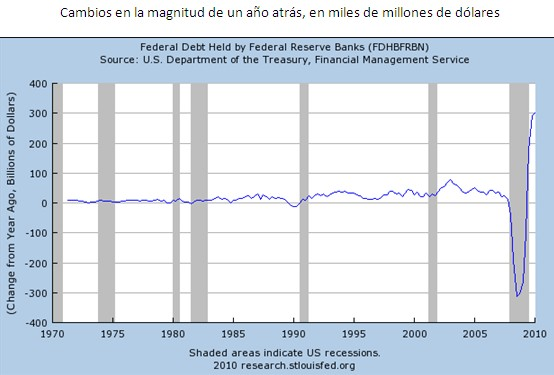 Cambios en la magnitud de un año atrás, en miles de millones de dólares
Federal Debt Held by Federal Reserve Banks (FDHBFRBN)
Source: U.S. Department of the Treasury, Financial Management Service
(Change from Year Ago, Billions of Dollars)
400
300
200
100
0
-100
-200
-300
-400
1970 1975 1980 1985 1990 1995 2000 2005 2010
Shaded areas indicate US recessions.
2010 research.stlouisfed.org